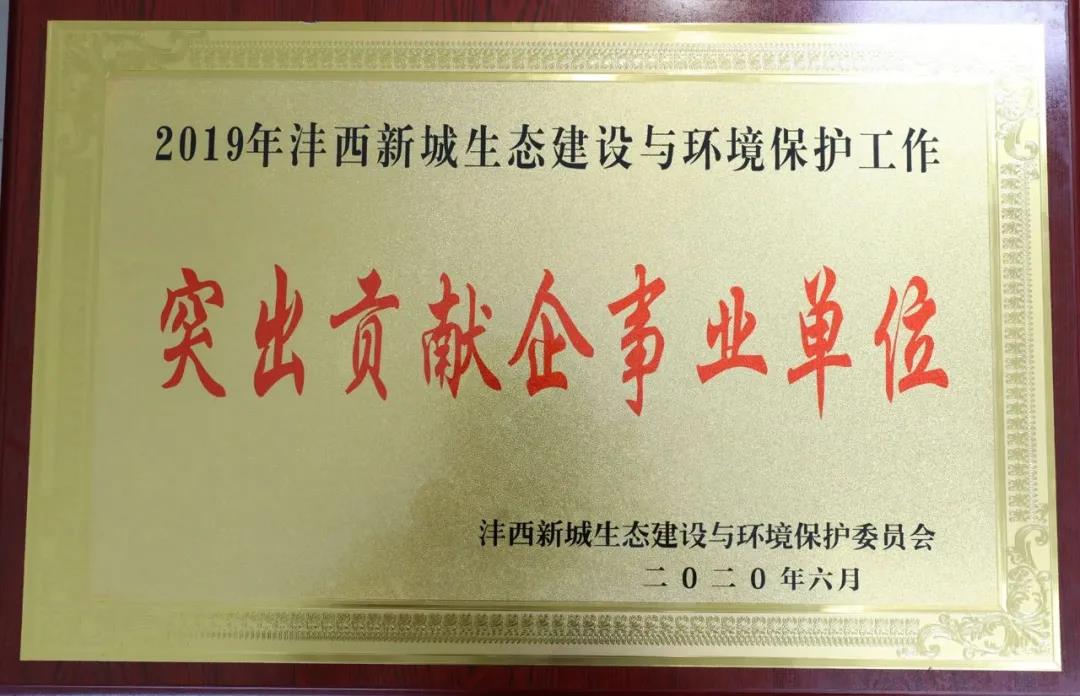 2019年沣西新城生态建设与环境保护工作
突出贡献企事业单位
沣西新城生态建设与环境保护委员会
二0二0年六月